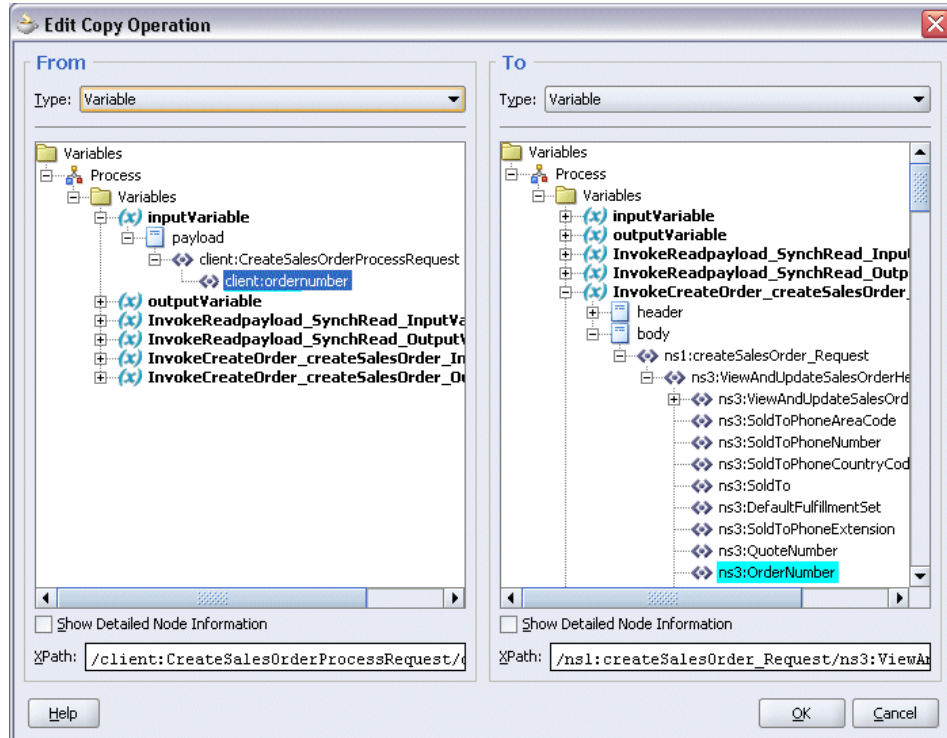 Edit Copy Operation
From
Type: Variable
Variables
Process
Variables
inputVariable
payload
client:CreateSalesOrderProcessRequest
client:ordernumber
outputVariable
InvokeReadpayload_SynchRead_InputVa
InvokeReadpayload_SynchRead_OutputV
InvokeCreateOrder_createSalesOrder_In
InvokeCreateOrder_createSalesOrder_Ou
Show Detailed Node Information
XPath: /client:CreateSalesOrderProcessRequest/
To
Type: Variable
Variables
Process
Variables
inputVariable
outputVariable
InvokeReadpayload_SynchRead_Input
InvokeReadpayload_SynchRead_Outp
InvokeCreateOrder_createSalesOrder_
header
body
ns1:createSalesOrder_Request
ns3:ViewAndUpdateSalesOrderHe
ns3:ViewAndUpdateSalesOrd
ns3:SoldToPhoneAreaCode
ns3:SoldToPhoneNumber
ns3:SoldToPhoneCountryCod
ns3:SoldTo
ns3:DefaultFulfillmentSet
ns3:SoldToPhoneExtension
ns3:QuoteNumber
ns3:OrderNumber
Show Detailed Node Information
XPath: /ns1:createSalesOrder_Request/ns3:ViewAn
Help
OK
Cancel